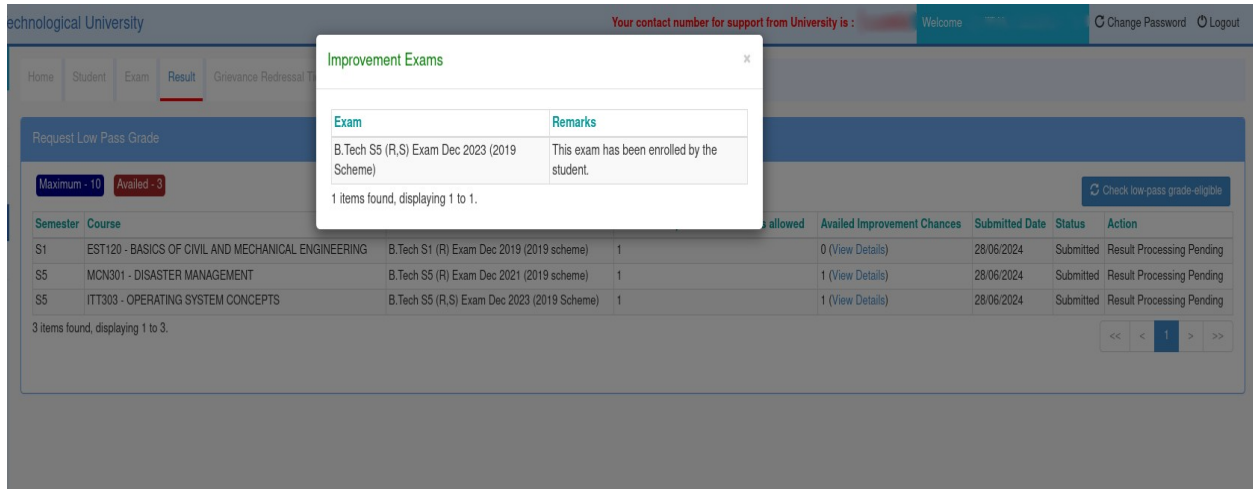 echnological University
Your contact number for support from University is :
Welcome
Change Password Logout
Home Student Exam Result Grievance Redressal
Improvement Exams x
Exam Remarks
B.Tech S5 (R,S) Exam Dec 2023 (2019 This exam has been enrolled by the
Scheme) student.
1 items found, displaying 1 to 1.
Request Low Pass Grade
Maximum - 10 Availed - 3
Check low-pass grade-eligible
Semester Course allowed Availed Improvement Chances Submitted Date Status Action
S1 EST120 - BASICS OF CIVIL AND MECHANICAL ENGINEERING B.Tech S1 (R) Exam Dec 2019 (2019 scheme) 1 0 (View Details) 28/06/2024 Submitted Result Processing Pending
S5 MCN301 - DISASTER MANAGEMENT B.Tech S5 (R) Exam Dec 2021 (2019 scheme) 1 1 (View Details) 28/06/2024 Submitted Result Processing Pending
S5 ITT303 - OPERATING SYSTEM CONCEPTS B.Tech S5 (R,S) Exam Dec 2023 (2019 Scheme) 1 1 (View Details) 28/06/2024 Submitted Result Processing Pending
3 items found, displaying 1 to 3.
<< < 1 > >>